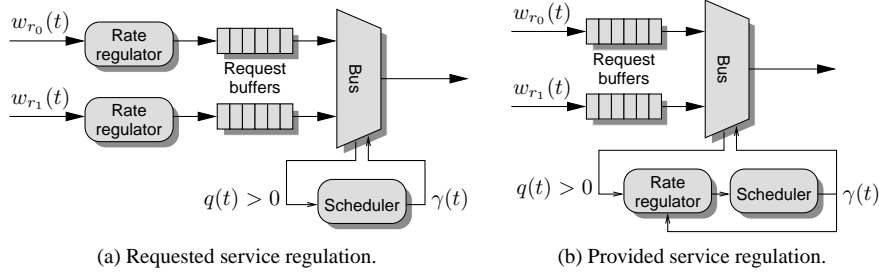 w_{r_0}(t)
Rate
regulator
Request
buffers
w_{r_1}(t)
Rate
regulator
Bus
q(t) > 0
Scheduler
γ(t)
(a) Requested service regulation.
w_{r_0}(t)
Request
buffers
w_{r_1}(t)
Bus
q(t) > 0
Rate
regulator
Scheduler
γ(t)
(b) Provided service regulation.